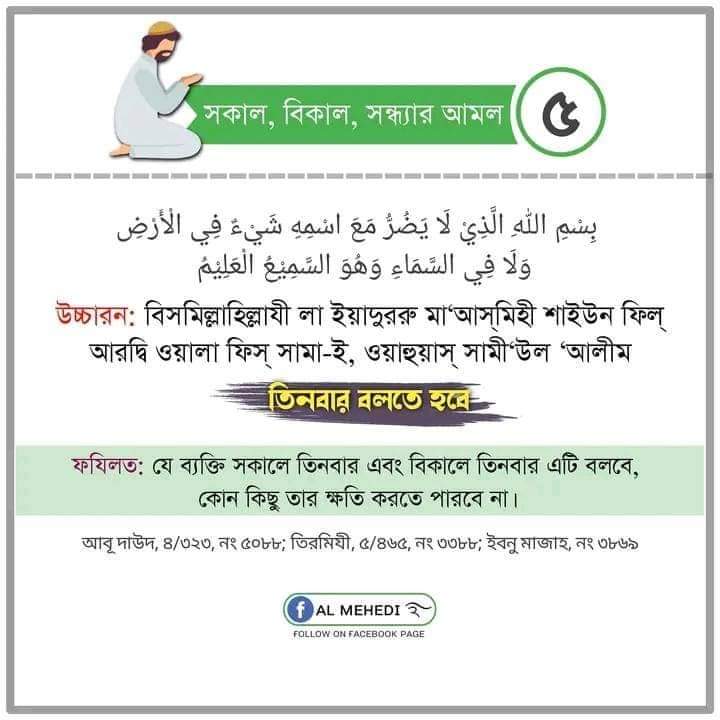 সকাল, বিকাল, সন্ধ্যার আমল
৫
بِسْمِ اللَّهِ الَّذِيْ لَا يَضُرُّ مَعَ اسْمِهِ شَيْءٌ فِي الْأَرْضِ
وَلَا فِي السَّمَاءِ وَهُوَ السَّمِيْعُ الْعَلِيْمُ
উচ্চারন: বিসমিল্লাহিল্লাযী লা ইয়াদুররু মা‘আস্‌মিহী শাইউন ফিল্
আরদ্বি ওয়ালা ফিস্ সামা-ই, ওয়াহুয়াস্ সামী‘উল ‘আলীম
তিনবার বলতে হবে
ফযিলত: যে ব্যক্তি সকালে তিনবার এবং বিকালে তিনবার এটি বলবে,
কোন কিছু তার ক্ষতি করতে পারবে না।
আবূ দাউদ, ৪/৩২৩, নং ৫০৮৮; তিরমিযী, ৫/৪৬৫, নং ৩৩৮৮; ইবনু মাজাহ, নং ৩৮৬৯
f AL MEHEDI
FOLLOW ON FACEBOOK PAGE